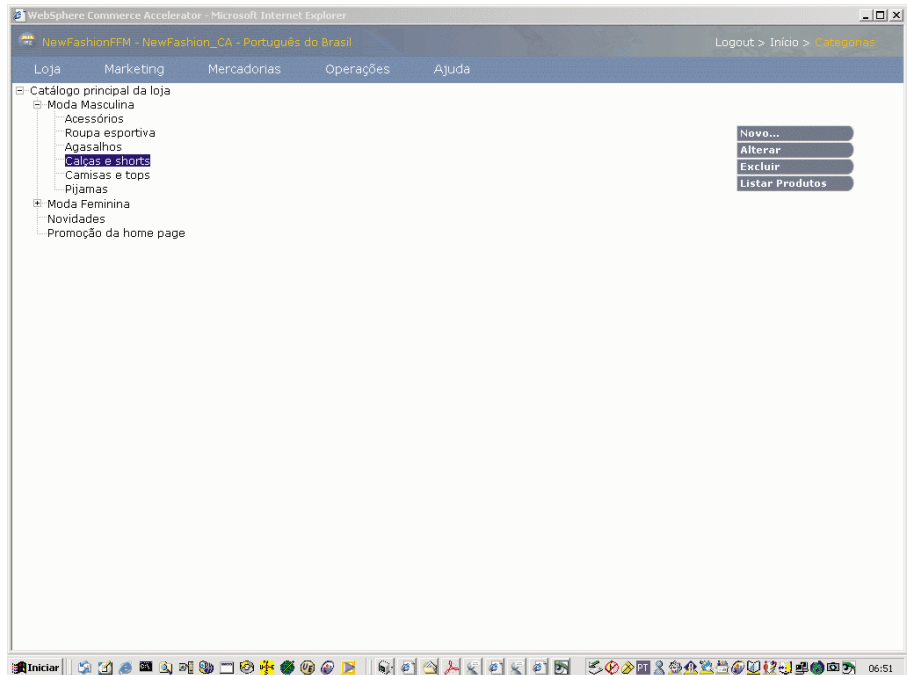 WebSphere Commerce Accelerator - Microsoft Internet Explorer
NewFashionFFM - NewFashion_CA - Português do Brasil
Logout > Início > Categorias
Loja Marketing Mercadorias Operações Ajuda
Catálogo principal da loja
Moda Masculina
Acessórios
Roupa esportiva
Agasalhos
Calças e shorts
Camisas e tops
Pijamas
Moda Feminina
Novidades
Promoção da home page
Novo...
Alterar
Excluir
Listar Produtos
Iniciar
PT
06:51